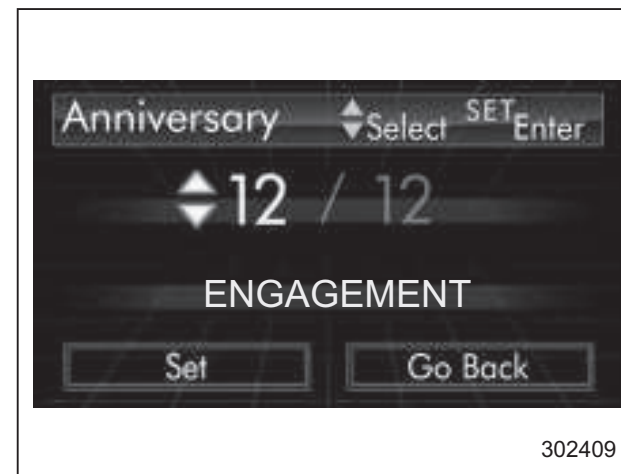 Anniversary Select SET Enter
12 / 12
ENGAGEMENT
Set Go Back
302409